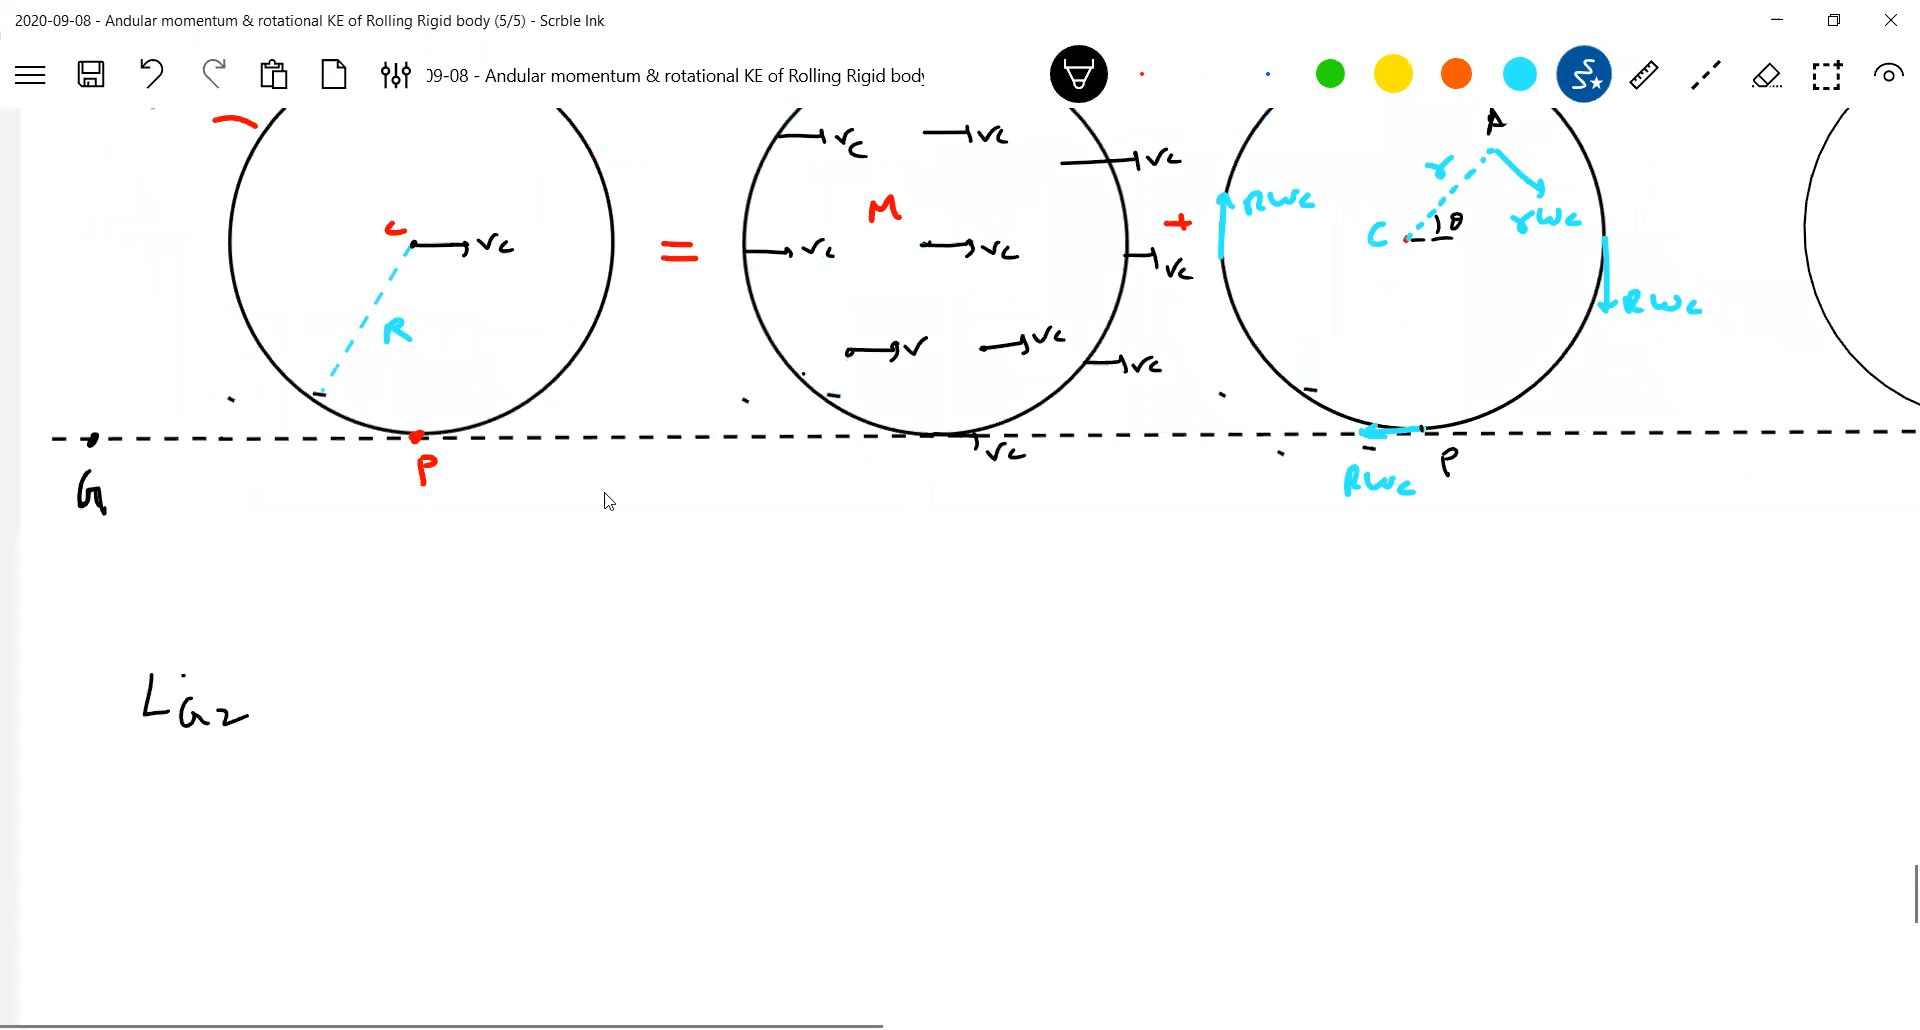 2020-09-08 - Andular momentum & rotational KE of Rolling Rigid body (5/5) - Scrble Ink
09-08 - Andular momentum & rotational KE of Rolling Rigid body
A
vc vc vc
r
M + Rωc rωc
c vc = vc vc vc C θ
R Rωc
v vc vc
G P vc Rωc P
LG2